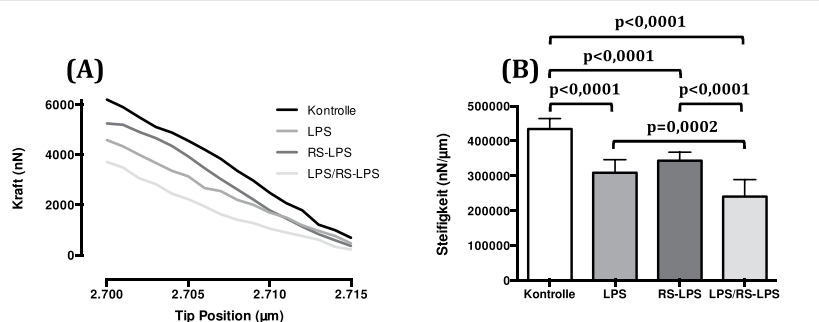 (A)
6000
4000
2000
0
Kraft (nN)
Kontrolle
LPS
RS-LPS
LPS/RS-LPS
2.700 2.705 2.710 2.715
Tip Position (µm)
(B)
p<0,0001
p<0,0001
p<0,0001 p<0,0001
p=0,0002
500000
400000
300000
200000
100000
0
Steifigkeit (nN/µm)
Kontrolle LPS RS-LPS LPS/RS-LPS